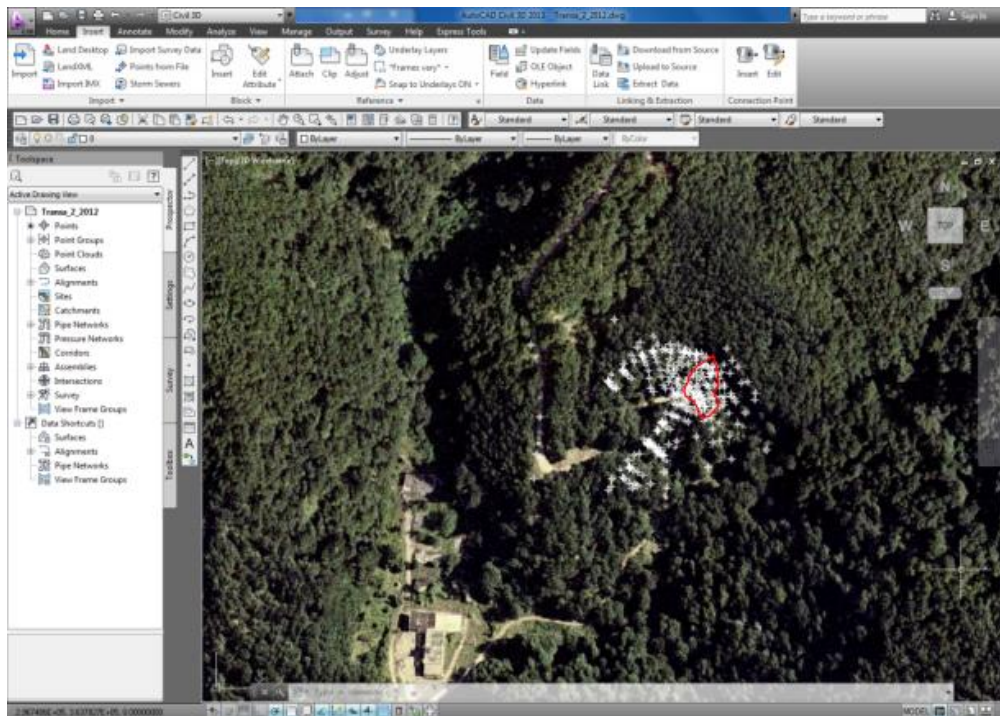 Civil 3D
AutoCAD Civil 3D 2013 Transa_2_2012.dwg
Type a keyword or phrase
Sign In
Home Insert Annotate Modify Analyze View Manage Output Survey Help Express Tools
Import
Land Desktop
LandXML
Import IMX
Import Survey Data
Points from File
Storm Sewers
Insert
Edit Attribute
Attach
Clip
Adjust
Underlay Layers
*Frames vary*
Snap to Underlays ON
Field
Update Fields
OLE Object
Hyperlink
Data Link
Download from Source
Upload to Source
Extract Data
Insert
Edit
Import Block Reference Data Linking & Extraction Connection Point
Standard Standard Standard Standard
0 ByLayer ByLayer ByLayer ByColor
Toolspace
Active Drawing View
Transa_2_2012
Points
Point Groups
Point Clouds
Surfaces
Alignments
Sites
Catchments
Pipe Networks
Pressure Networks
Corridors
Assemblies
Intersections
Survey
View Frame Groups
Data Shortcuts []
Surfaces
Alignments
Pipe Networks
View Frame Groups
Prospector
Settings
Survey
Toolbox
A
N
W TOP E
S
MODEL